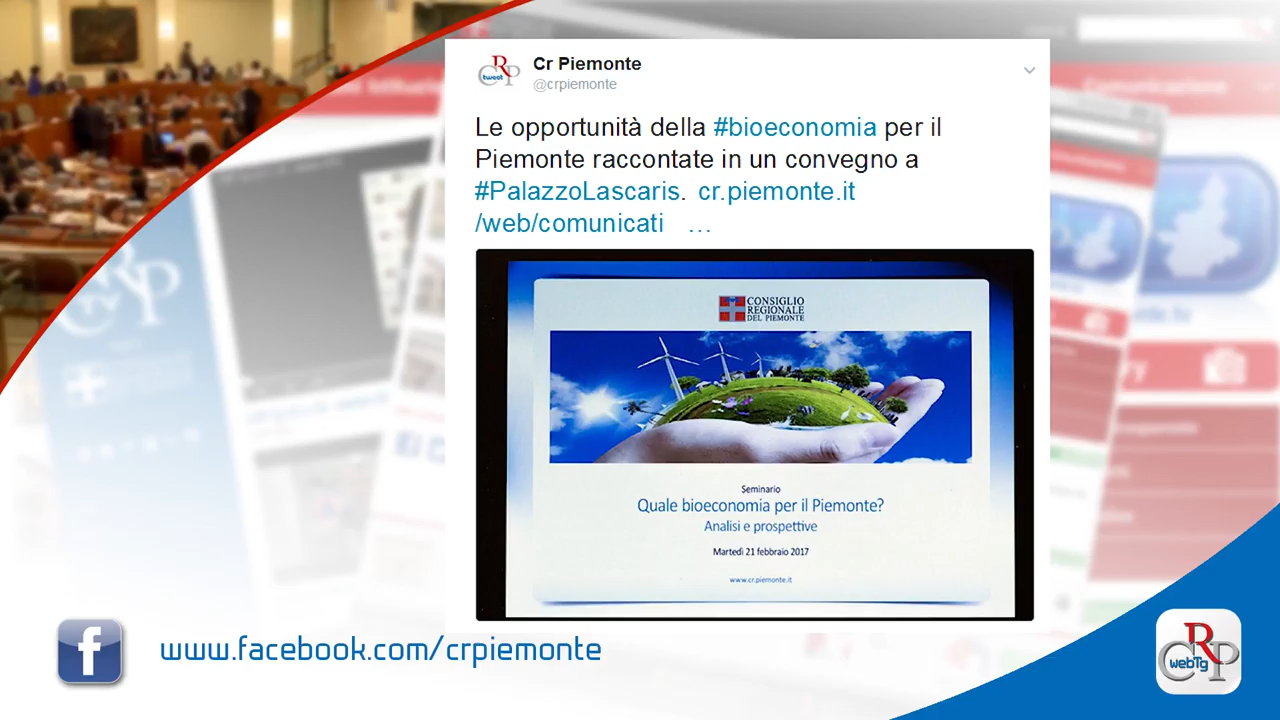 Cr Piemonte
@crpiemonte
Le opportunità della #bioeconomia per il
Piemonte raccontate in un convegno a
#PalazzoLascaris. cr.piemonte.it
/web/comunicati …
CONSIGLIO
REGIONALE
DEL PIEMONTE
Seminario
Quale bioeconomia per il Piemonte?
Analisi e prospettive
Martedì 21 febbraio 2017
www.cr.piemonte.it
www.facebook.com/crpiemonte
CRP
webTg